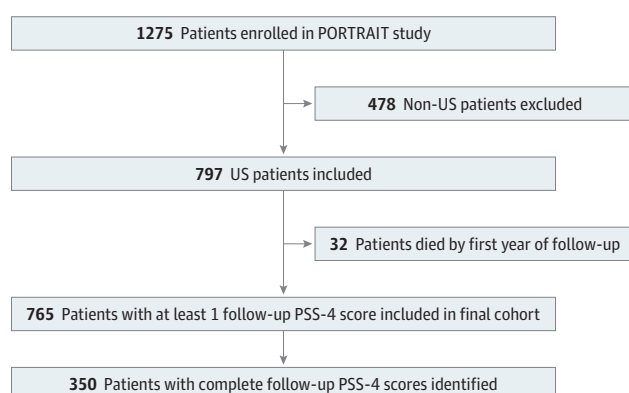 1275 Patients enrolled in PORTRAIT study
478 Non-US patients excluded
797 US patients included
32 Patients died by first year of follow-up
765 Patients with at least 1 follow-up PSS-4 score included in final cohort
350 Patients with complete follow-up PSS-4 scores identified